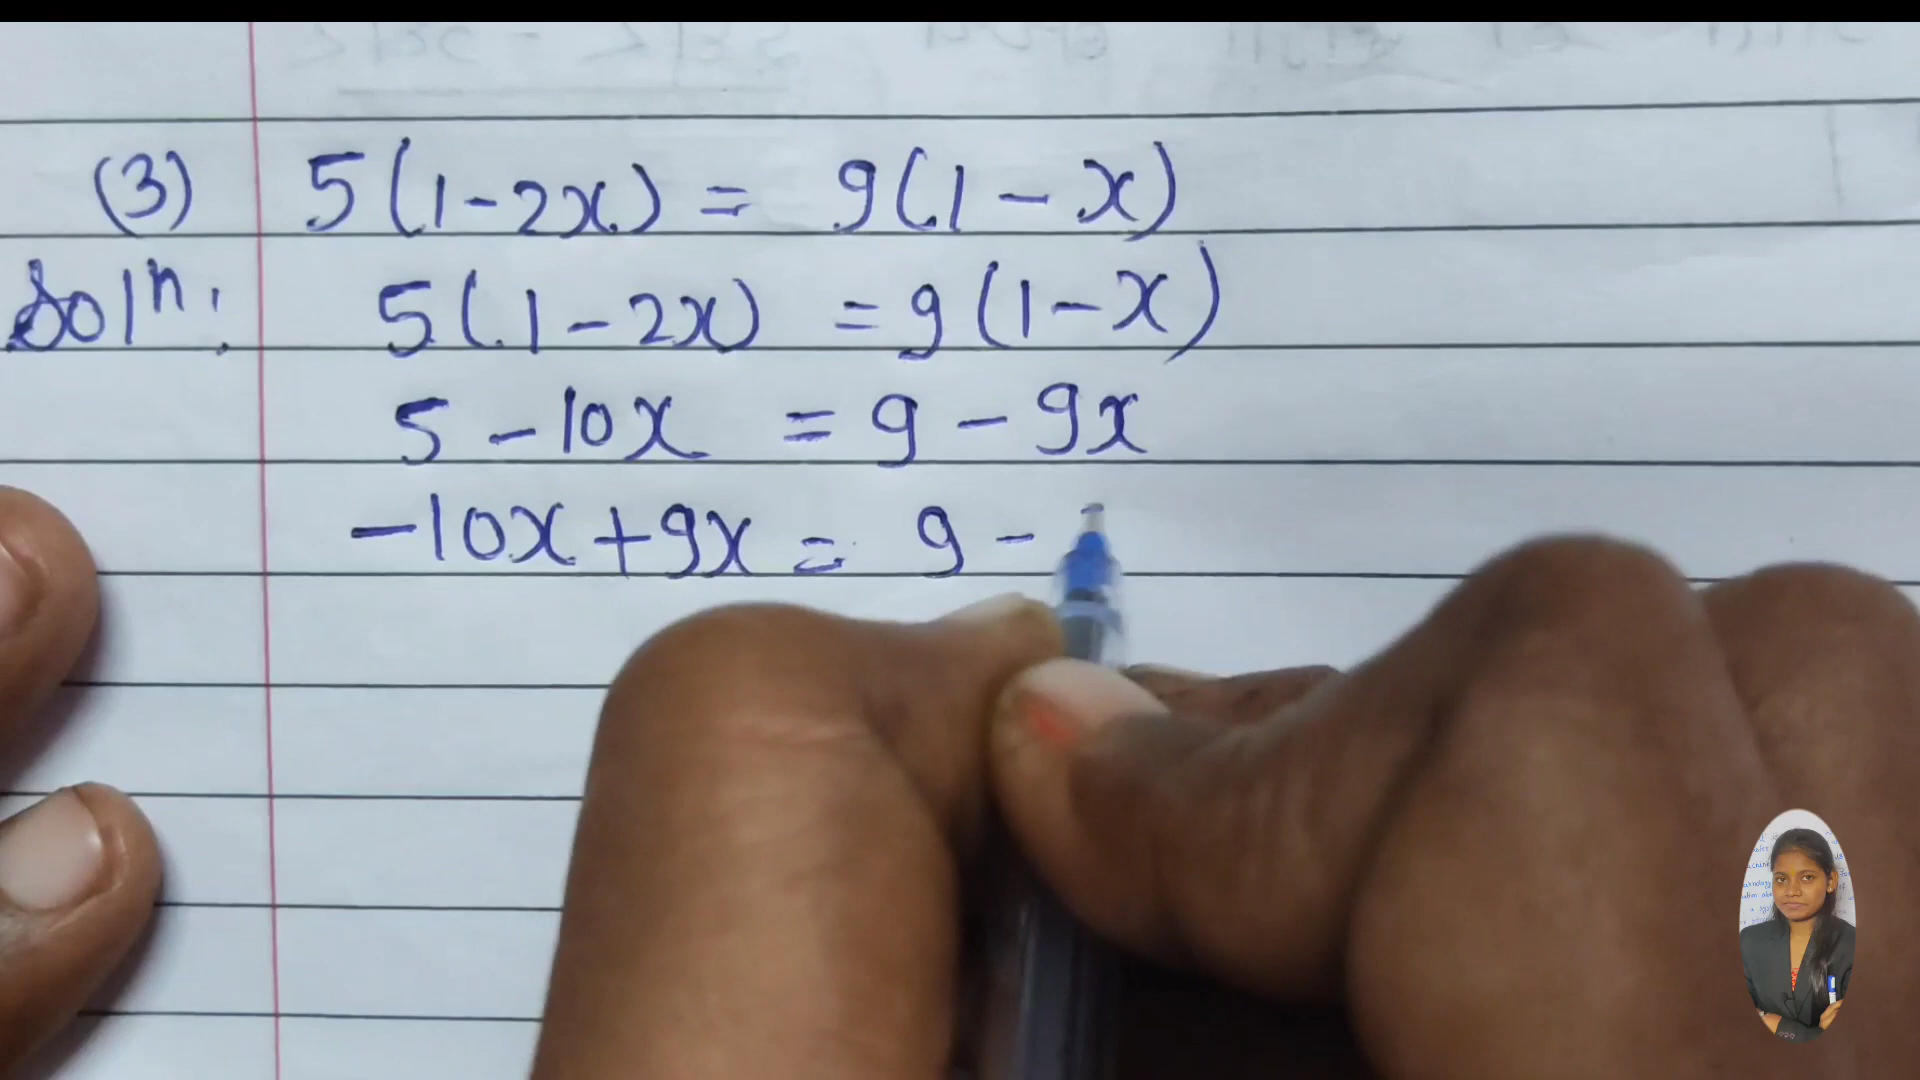 (3) 5(1-2x) = 9(1-x)
Soln: 5(1-2x) = 9(1-x)
5 - 10x = 9 - 9x
-10x + 9x = 9 -